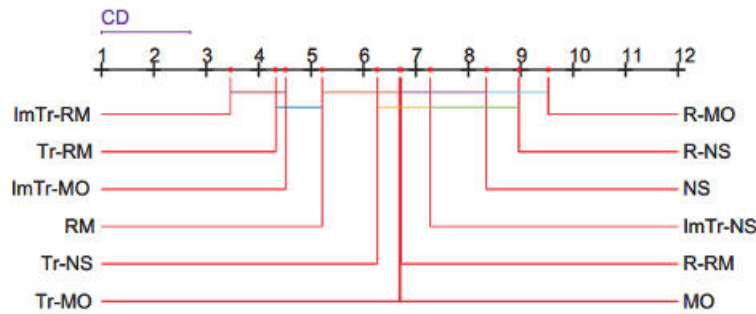 CD
1 2 3 4 5 6 7 8 9 10 11 12
ImTr-RM R-MO
Tr-RM R-NS
ImTr-MO NS
RM ImTr-NS
Tr-NS R-RM
Tr-MO MO